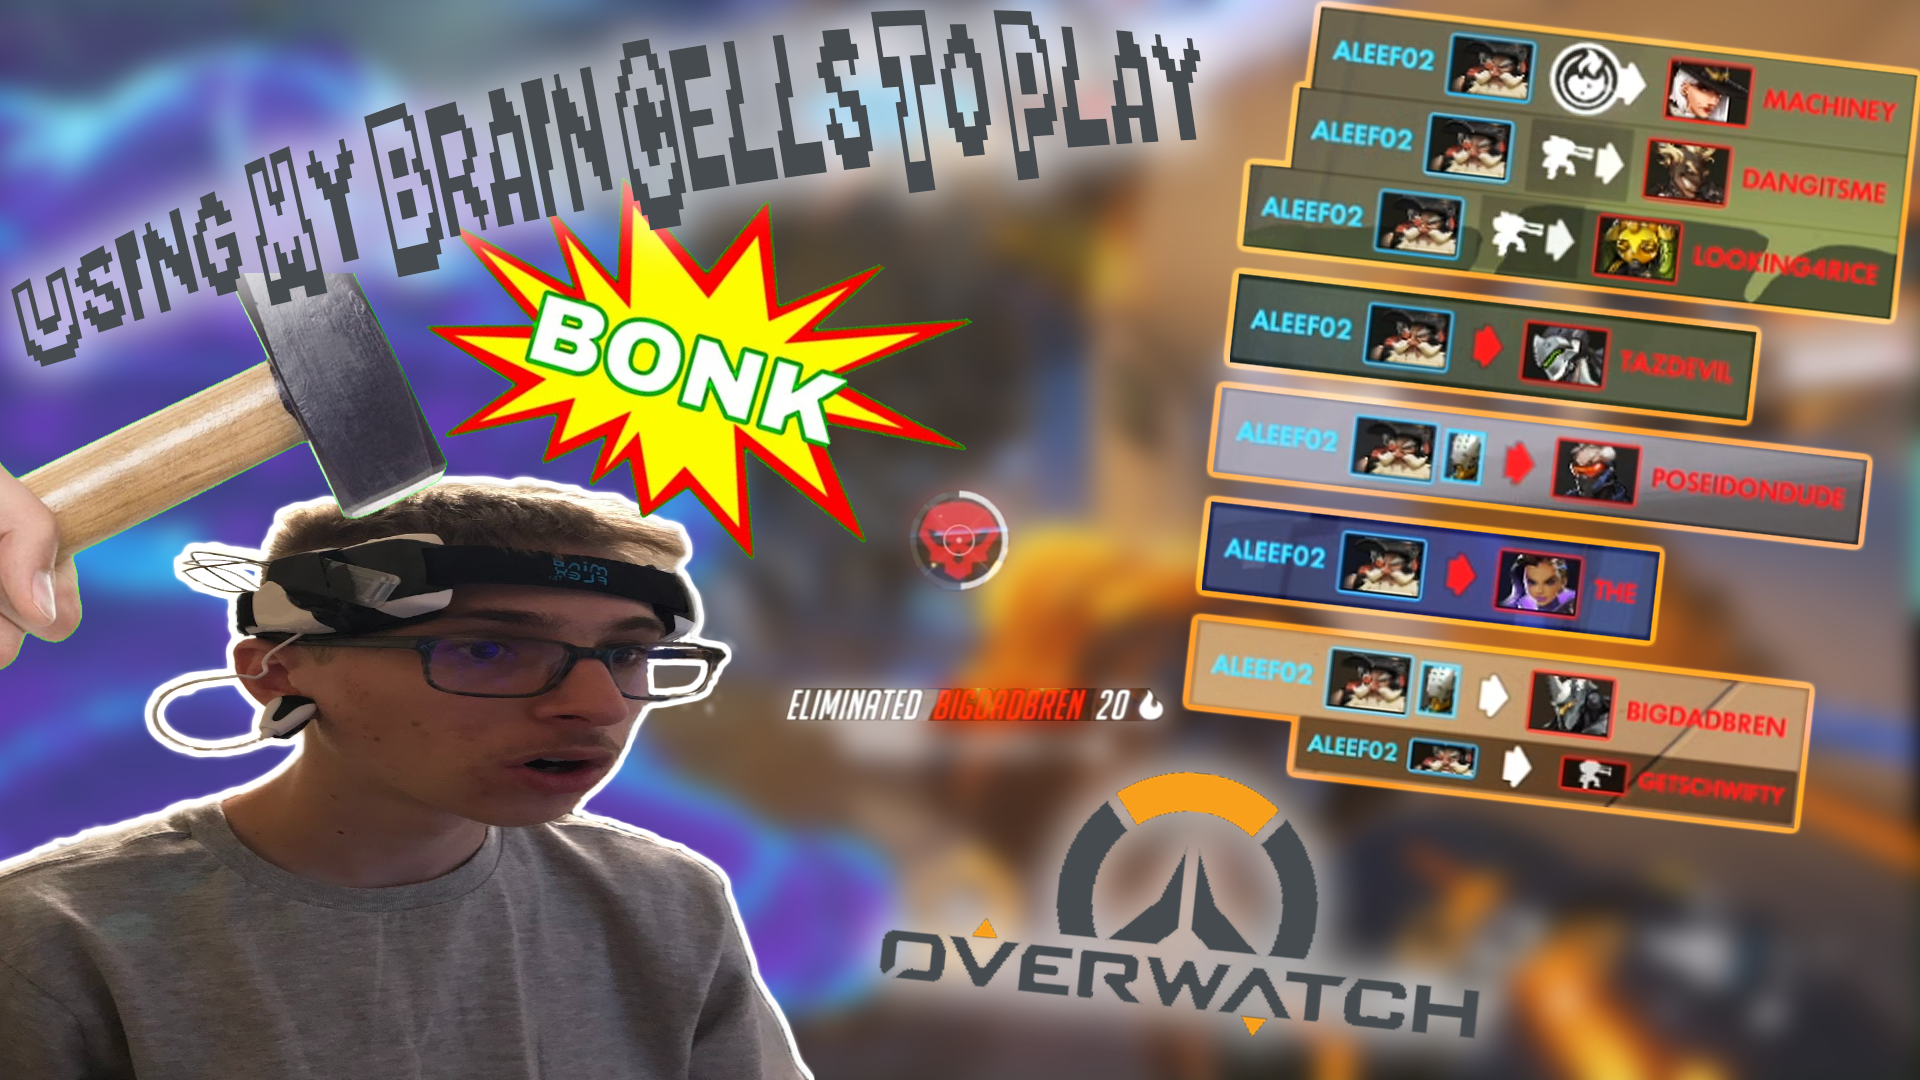 Using My Brain Cells To Play
BONK
ALEEF02 MACHINEY
ALEEF02 DANGITSME
ALEEF02 LOOKING4RICE
ALEEF02 TAZDEVIL
ALEEF02 POSEIDONDUDE
ALEEF02 THE
ALEEF02 BIGDADBREN
ALEEF02 GETSCHWIFTY
ELIMINATED BIGDADBREN 20
OVERWATCH